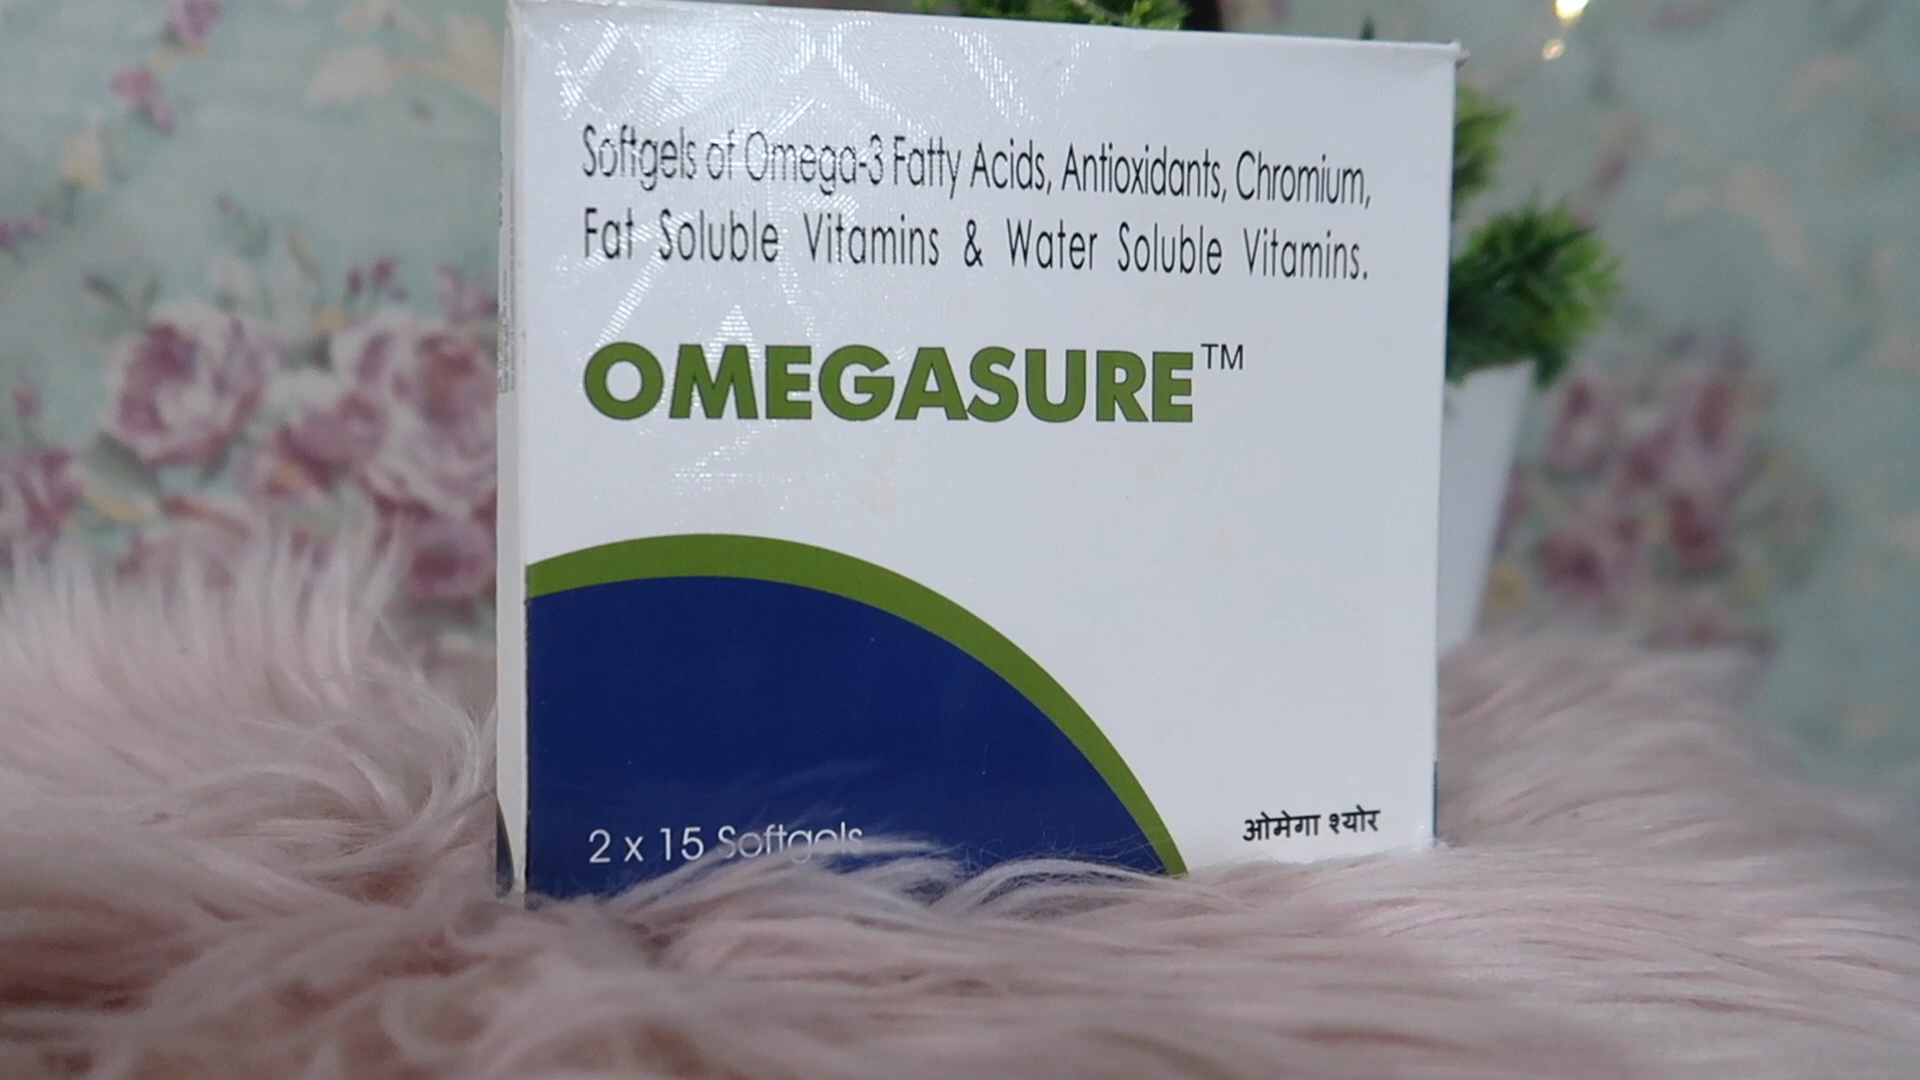 Softgels of Omega-3 Fatty Acids, Antioxidants, Chromium,
Fat Soluble Vitamins & Water Soluble Vitamins.
OMEGASURE™
2 x 15 Softgels
ओमेगा श्योर